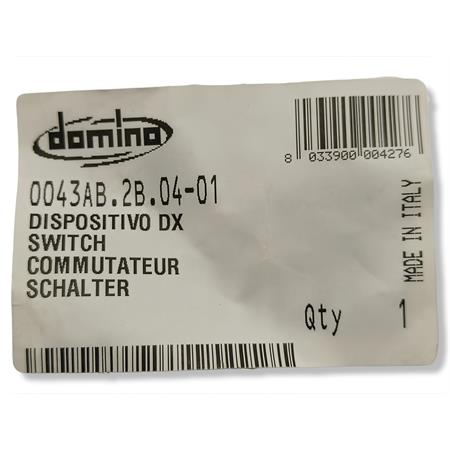 domino
8 033900 004276
0043AB.2B.04-01
DISPOSITIVO DX
SWITCH
COMMUTATEUR
SCHALTER
Qty 1
MADE IN ITALY